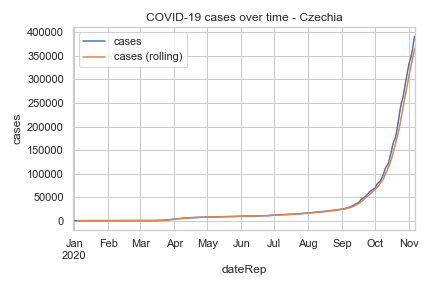 COVID-19 cases over time - Czechia
cases
cases (rolling)
400000
350000
300000
250000
200000
150000
100000
50000
0
cases
Jan Feb Mar Apr May Jun Jul Aug Sep Oct Nov
2020
dateRep